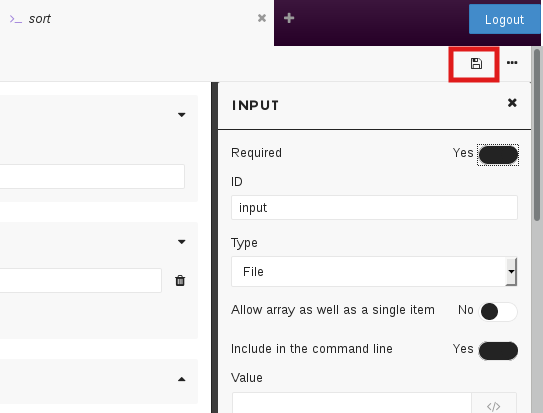 >_ sort
Logout
INPUT
Required Yes
ID
input
Type
File
Allow array as well as a single item No
Include in the command line Yes
Value
</>